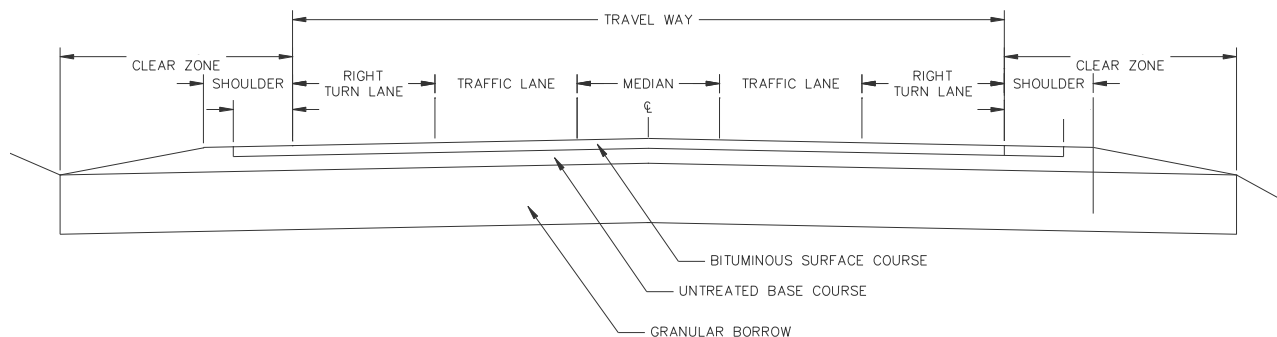 TRAVEL WAY
CLEAR ZONE
CLEAR ZONE
SHOULDER
RIGHT
TURN LANE
TRAFFIC LANE
MEDIAN
TRAFFIC LANE
RIGHT
TURN LANE
SHOULDER
℄
BITUMINOUS SURFACE COURSE
UNTREATED BASE COURSE
GRANULAR BORROW